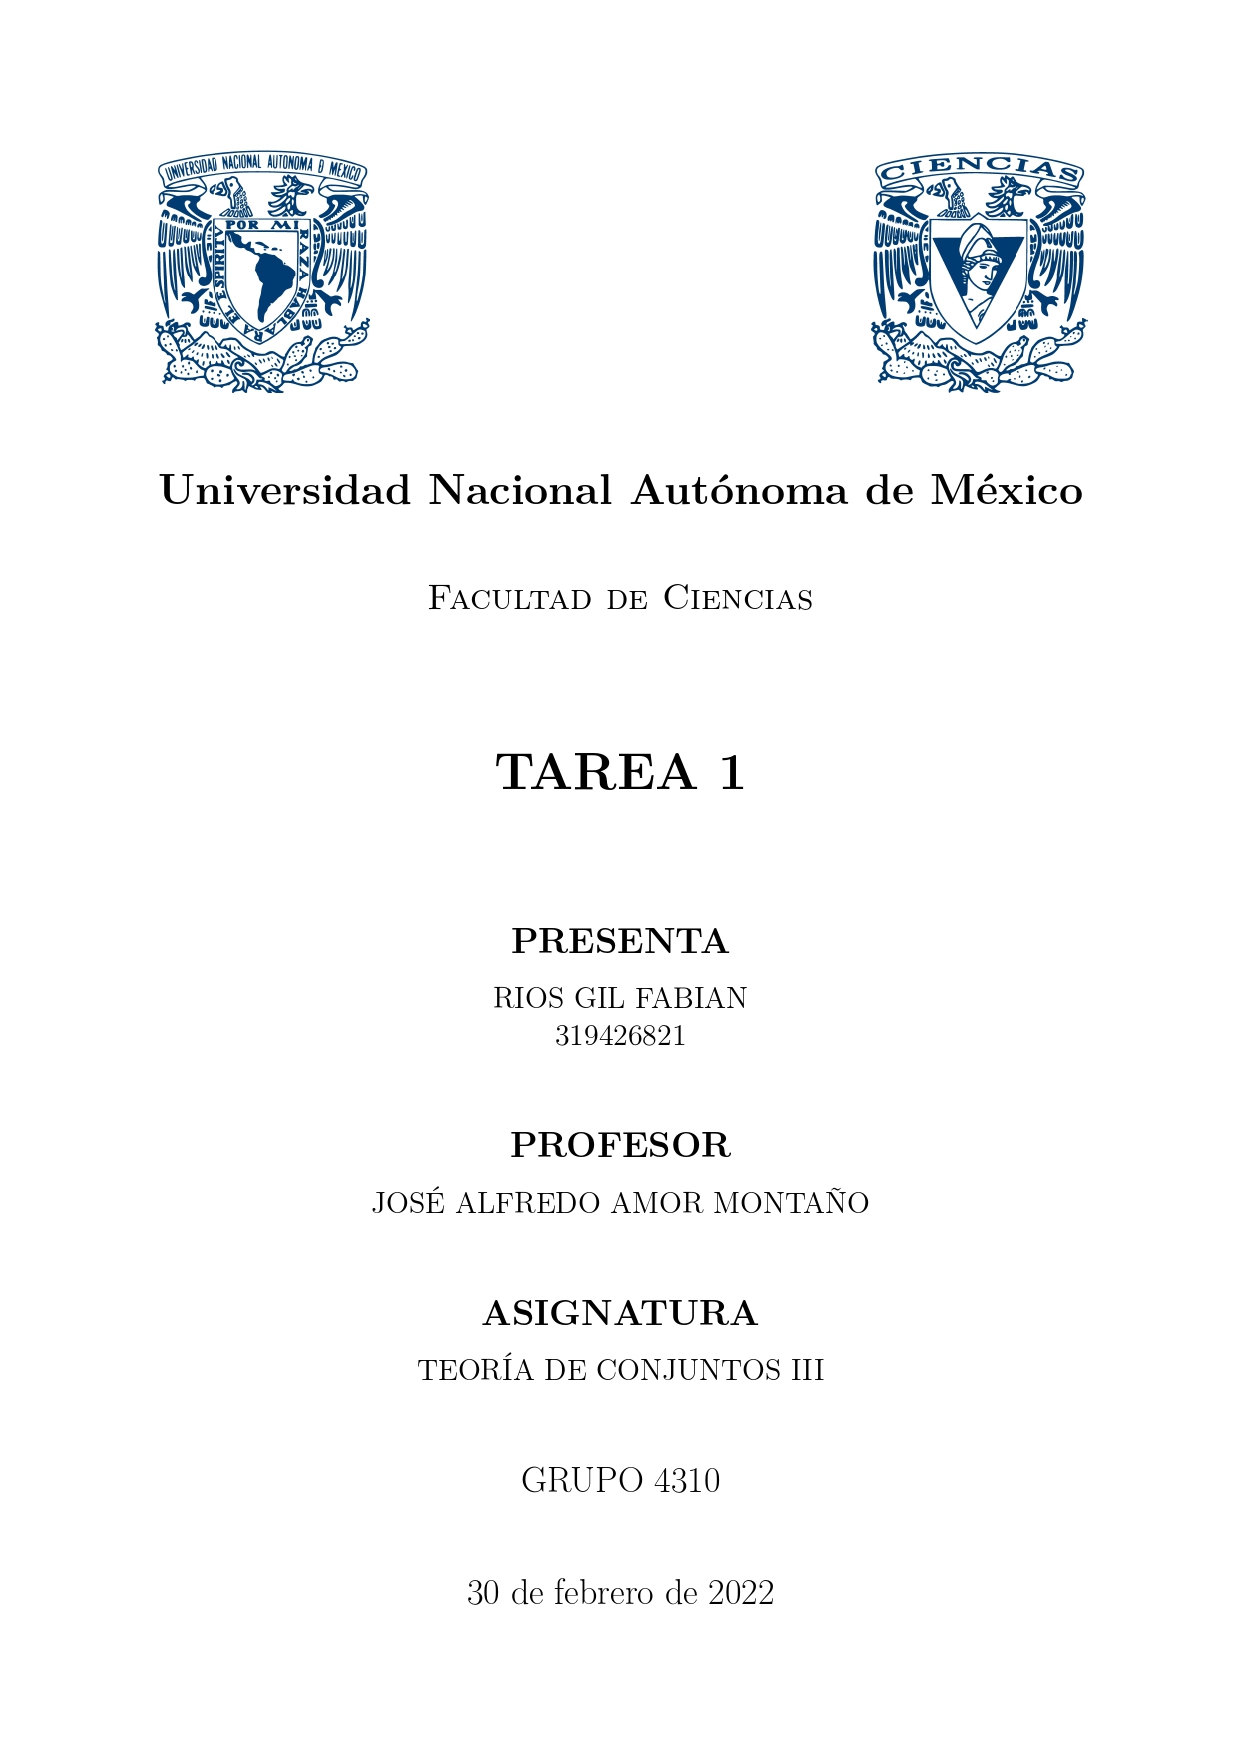 UNIVERSIDAD NACIONAL AUTONOMA D MEXICO
POR MI RAZA HABLARA EL ESPIRITV
CIENCIAS
Universidad Nacional Autónoma de México
Facultad de Ciencias
TAREA 1
PRESENTA
RIOS GIL FABIAN
319426821
PROFESOR
JOSÉ ALFREDO AMOR MONTAÑO
ASIGNATURA
TEORÍA DE CONJUNTOS III
GRUPO 4310
30 de febrero de 2022